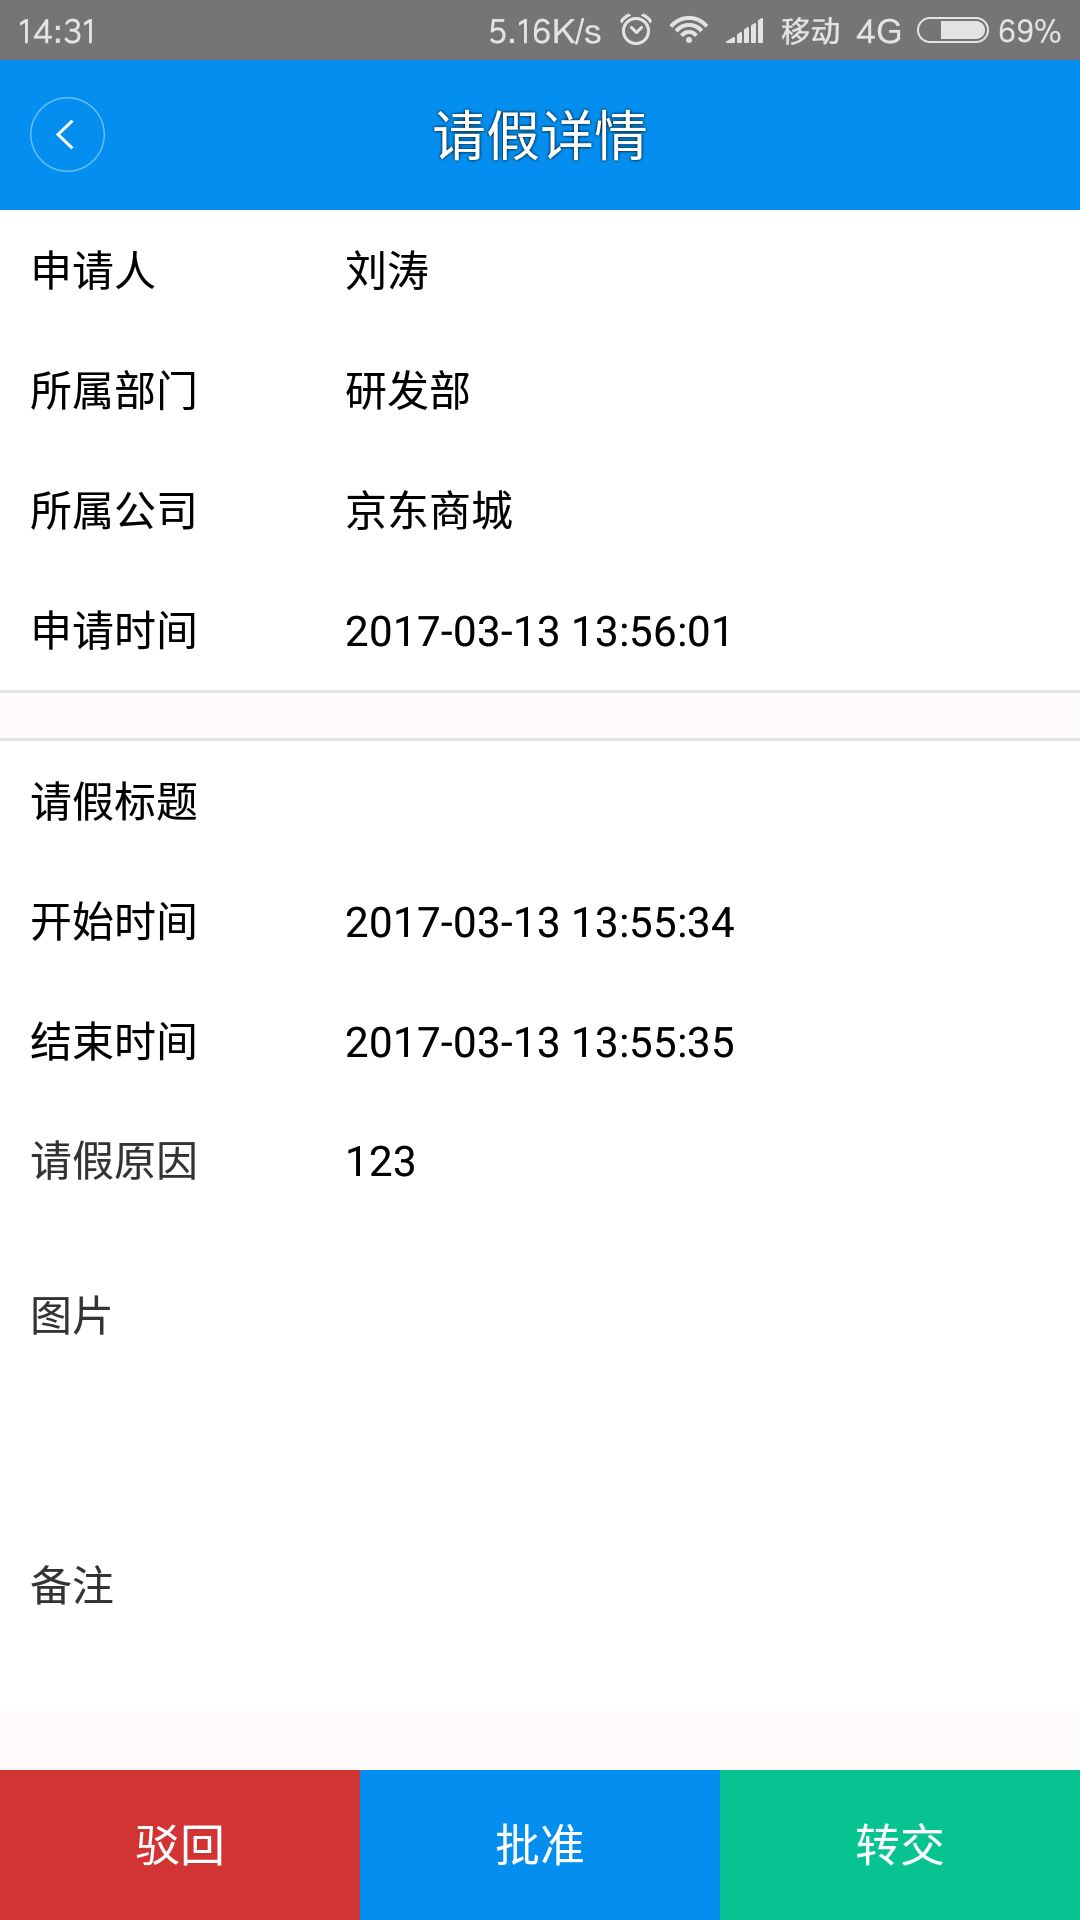 14:31 5.16K/s 移动 4G 69%
请假详情
申请人 刘涛
所属部门 研发部
所属公司 京东商城
申请时间 2017-03-13 13:56:01
请假标题
开始时间 2017-03-13 13:55:34
结束时间 2017-03-13 13:55:35
请假原因 123
图片
备注
驳回 批准 转交